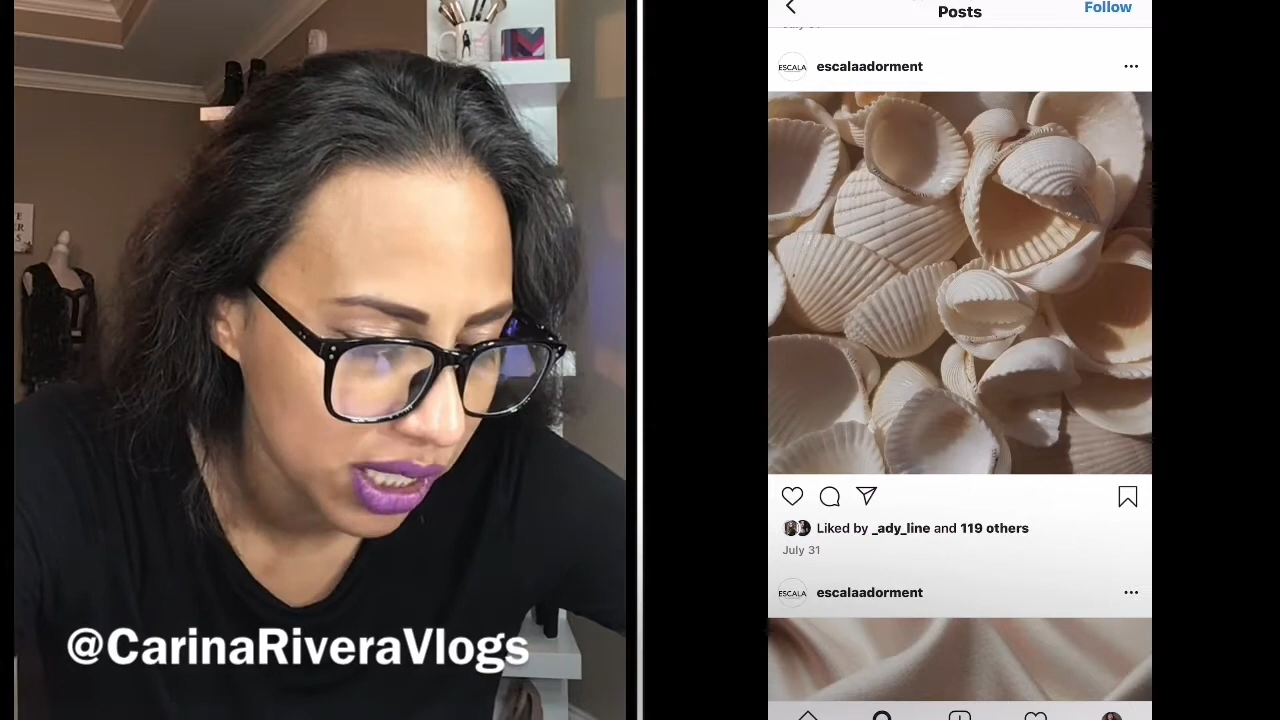 @CarinaRiveraVlogs
Posts
Follow
ESCALA
escalaadorment
Liked by _ady_line and 119 others
July 31
ESCALA
escalaadorment